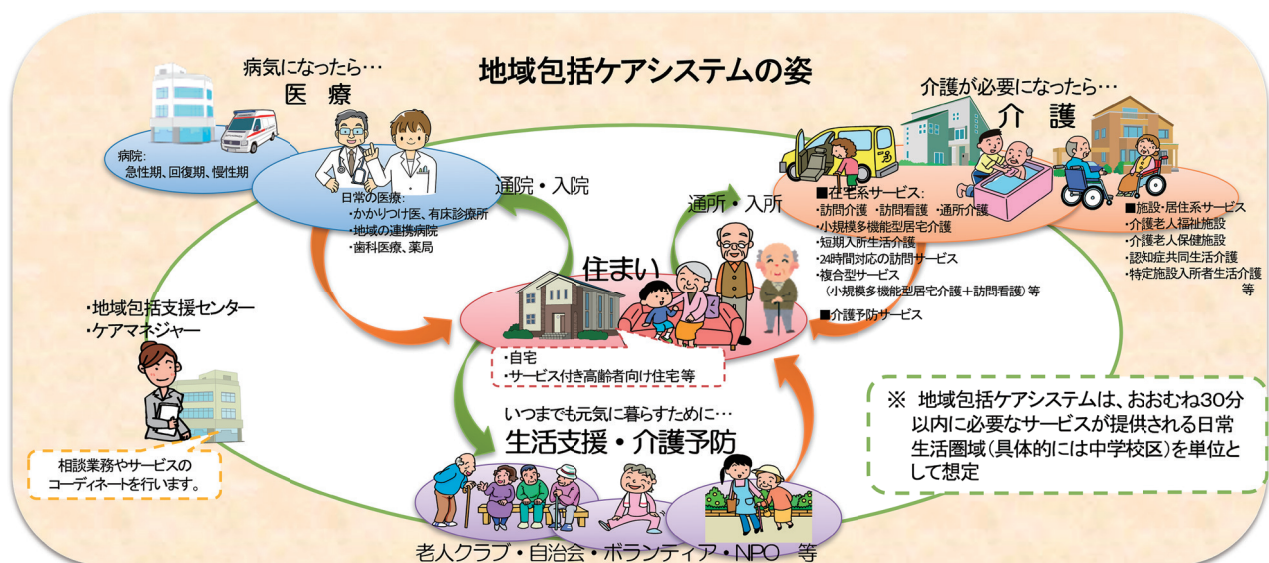 地域包括ケアシステムの姿
病気になったら…
医 療
病院:
急性期、回復期、慢性期
日常の医療:
・かかりつけ医、有床診療所
・地域の連携病院
・歯科医療、薬局
通院・入院
通所・入所
介護が必要になったら…
介 護
■在宅系サービス:
・訪問介護 ・訪問看護 ・通所介護
・小規模多機能型居宅介護
・短期入所生活介護
・24時間対応の訪問サービス
・複合型サービス
(小規模多機能型居宅介護+訪問看護)等
■介護予防サービス
■施設・居住系サービス
・介護老人福祉施設
・介護老人保健施設
・認知症共同生活介護
・特定施設入所者生活介護
等
住まい
・自宅
・サービス付き高齢者向け住宅等
・地域包括支援センター
・ケアマネジャー
相談業務やサービスの
コーディネートを行います。
いつまでも元気に暮らすために…
生活支援・介護予防
老人クラブ・自治会・ボランティア・NPO 等
※ 地域包括ケアシステムは、おおむね30分
以内に必要なサービスが提供される日常
生活圏域(具体的には中学校区)を単位と
して想定